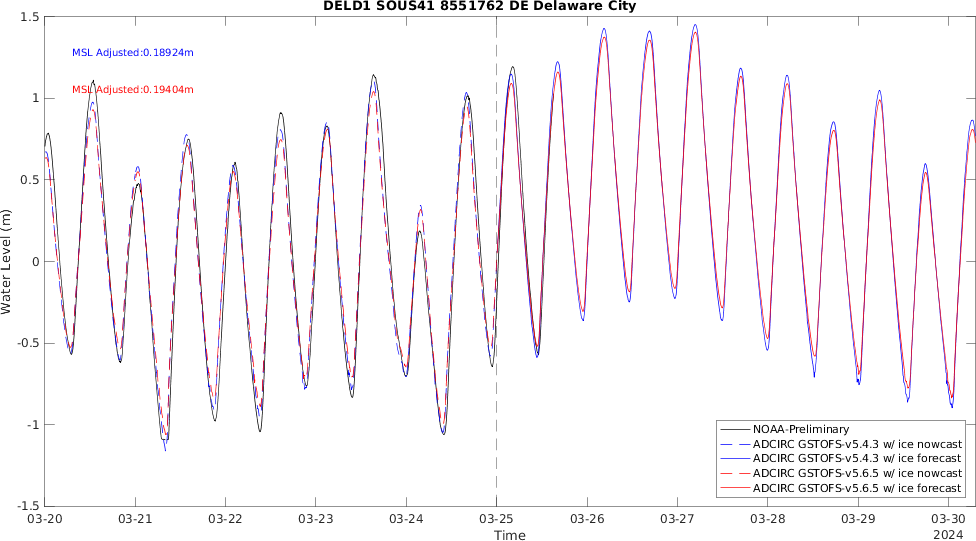 DELD1 SOUS41 8551762 DE Delaware City
MSL Adjusted:0.18924m
MSL Adjusted:0.19404m
Water Level (m)
1.5
1
0.5
0
-0.5
-1
-1.5
NOAA-Preliminary
ADCIRC GSTOFS-v5.4.3 w/ ice nowcast
ADCIRC GSTOFS-v5.4.3 w/ ice forecast
ADCIRC GSTOFS-v5.6.5 w/ ice nowcast
ADCIRC GSTOFS-v5.6.5 w/ ice forecast
03-20 03-21 03-22 03-23 03-24 03-25 03-26 03-27 03-28 03-29 03-30
2024
Time